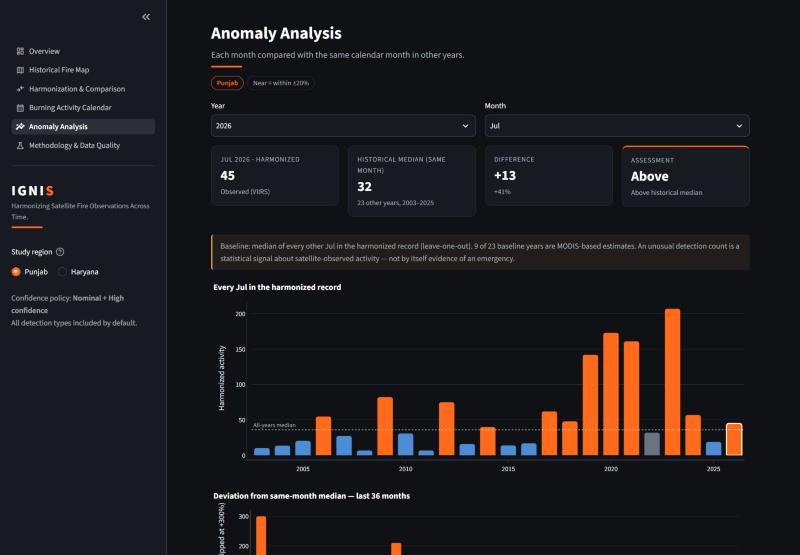 Overview
Historical Fire Map
Harmonization & Comparison
Burning Activity Calendar
Anomaly Analysis
Methodology & Data Quality
IGNIS
Harmonizing Satellite Fire Observations Across
Time.
Study region
Punjab
Haryana
Confidence policy: Nominal + High
confidence
All detection types included by default.
Anomaly Analysis
Each month compared with the same calendar month in other years.
Punjab
Near = within ±20%
Year
Month
2026
Jul
JUL 2026 · HARMONIZED
45
Observed (VIIRS)
HISTORICAL MEDIAN (SAME
MONTH)
32
23 other years, 2003–2025
DIFFERENCE
+13
+41%
ASSESSMENT
Above
Above historical median
Baseline: median of every other Jul in the harmonized record (leave-one-out). 9 of 23 baseline years are MODIS-based estimates. An unusual detection count is a
statistical signal about satellite-observed activity — not by itself evidence of an emergency.
Every Jul in the harmonized record
Harmonized activity
200
150
100
50
0
All-years median
2005
2010
2015
2020
2025
Deviation from same-month median — last 36 months
300
200
ipped at +300%)